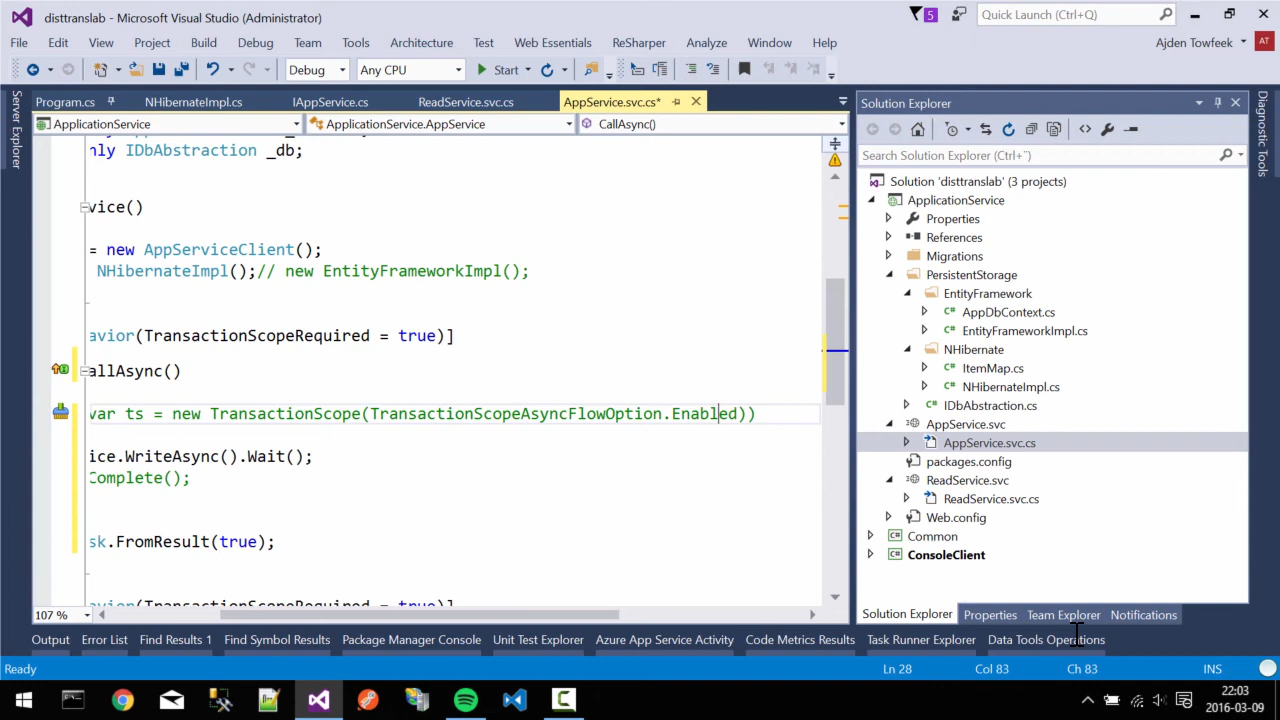 disttranslab - Microsoft Visual Studio (Administrator)
5
Quick Launch (Ctrl+Q)
File Edit View Project Build Debug Team Tools Architecture Test Web Essentials ReSharper Analyze Window Help
Ajden Towfeek
AT
Debug
Any CPU
Start
Server Explorer
Program.cs
NHibernateImpl.cs
IAppService.cs
ReadService.svc.cs
AppService.svc.cs*
ApplicationService
ApplicationService.AppService
CallAsync()
nly IDbAbstraction _db;
vice()
= new AppServiceClient();
NHibernateImpl();// new EntityFrameworkImpl();
avior(TransactionScopeRequired = true)]
allAsync()
var ts = new TransactionScope(TransactionScopeAsyncFlowOption.Enabled))
ice.WriteAsync().Wait();
Complete();
sk.FromResult(true);
avior(TransactionScopeRequired = true)]
107 %
Solution Explorer
Search Solution Explorer (Ctrl+¨)
Solution 'disttranslab' (3 projects)
ApplicationService
Properties
References
Migrations
PersistentStorage
EntityFramework
AppDbContext.cs
EntityFrameworkImpl.cs
NHibernate
ItemMap.cs
NHibernateImpl.cs
IDbAbstraction.cs
AppService.svc
AppService.svc.cs
packages.config
ReadService.svc
ReadService.svc.cs
Web.config
Common
ConsoleClient
Solution Explorer Properties Team Explorer Notifications
Diagnostic Tools
Output Error List Find Results 1 Find Symbol Results Package Manager Console Unit Test Explorer Azure App Service Activity Code Metrics Results Task Runner Explorer Data Tools Operations
Ready
Ln 28
Col 83
Ch 83
INS
22:03
2016-03-09